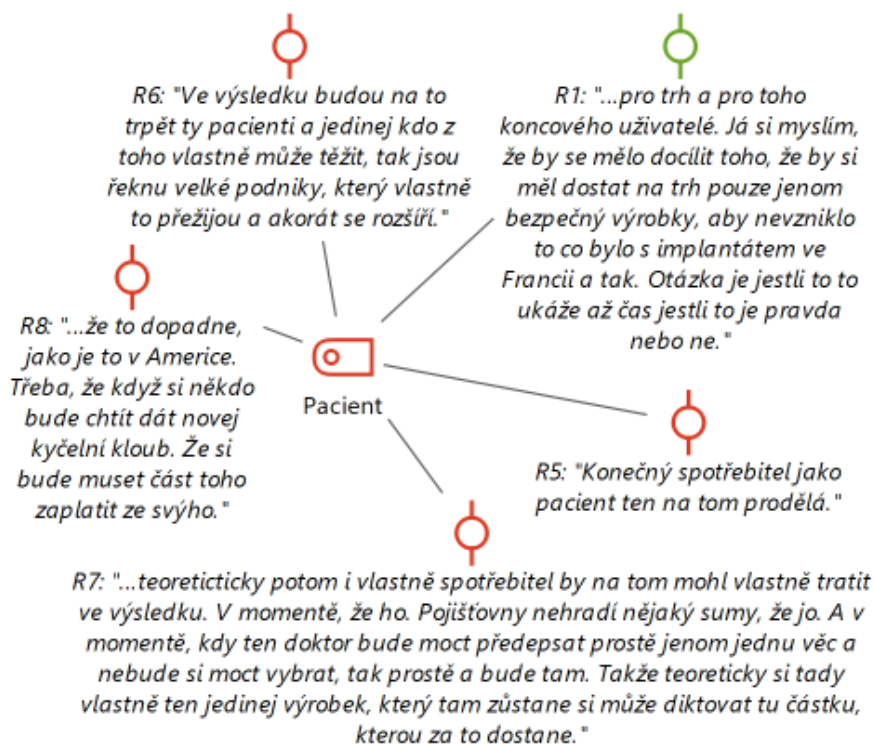 R6: "Ve výsledku budou na to
trpět ty pacienti a jedinej kdo z
toho vlastně může těžit, tak jsou
řeknu velké podniky, který vlastně
to přežijou a akorát se rozšíří."
R1: "...pro trh a pro toho
koncového uživatelé. Já si myslím,
že by se mělo docílit toho, že by si
měl dostat na trh pouze jenom
bezpečný výrobky, aby nevzniklo
to co bylo s implantátem ve
Francii a tak. Otázka je jestli to to
ukáže až čas jestli to je pravda
nebo ne."
R8: "...že to dopadne,
jako je to v Americe.
Třeba, že když si někdo
bude chtít dát novej
kyčelní kloub. Že si
bude muset část toho
zaplatit ze svýho."
Pacient
R5: "Konečný spotřebitel jako
pacient ten na tom prodělá."
R7: "...teoreticticky potom i vlastně spotřebitel by na tom mohl vlastně tratit
ve výsledku. V momentě, že ho. Pojišťovny nehradí nějaký sumy, že jo. A v
momentě, kdy ten doktor bude moct předepsat prostě jenom jednu věc a
nebude si moct vybrat, tak prostě a bude tam. Takže teoreticky si tady
vlastně ten jedinej výrobek, který tam zůstane si může diktovat tu částku,
kterou za to dostane."